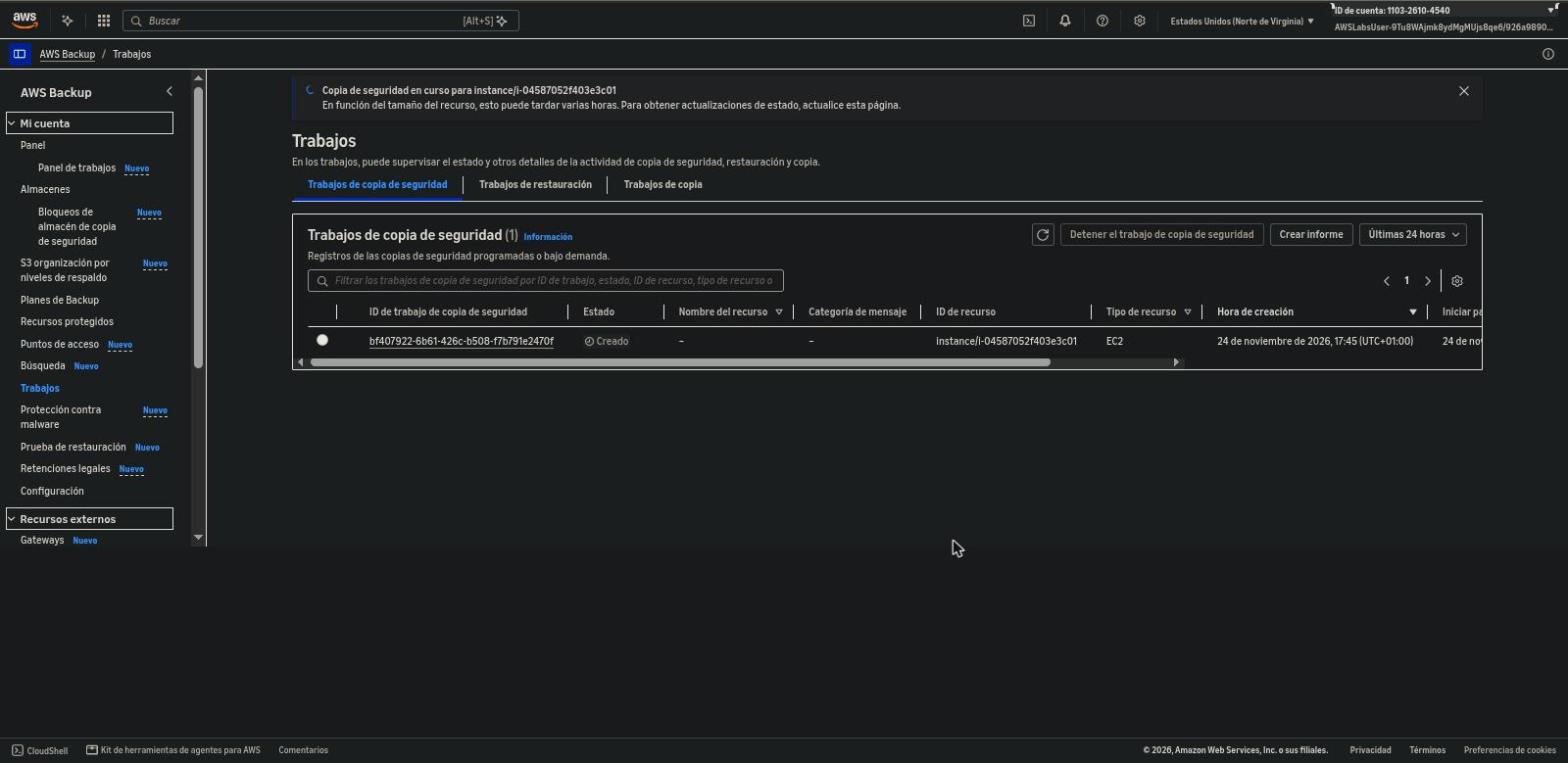 aws
Buscar [Alt+S]
Estados Unidos (Norte de Virginia) ▼
ID de cuenta: 1103-2610-4540
AWSLabsUser-9Tu8WAjmk8ydMgMUjs8qe6/926a9890...
AWS Backup / Trabajos
AWS Backup
Mi cuenta
Panel
Panel de trabajos Nuevo
Almacenes
Bloqueos de almacén de copia de seguridad Nuevo
S3 organización por niveles de respaldo Nuevo
Planes de Backup
Recursos protegidos
Puntos de acceso Nuevo
Búsqueda Nuevo
Trabajos
Protección contra malware Nuevo
Prueba de restauración Nuevo
Retenciones legales Nuevo
Configuración
Recursos externos
Gateways Nuevo
Copia de seguridad en curso para instance/i-04587052f403e3c01
En función del tamaño del recurso, esto puede tardar varias horas. Para obtener actualizaciones de estado, actualice esta página.
Trabajos
En los trabajos, puede supervisar el estado y otros detalles de la actividad de copia de seguridad, restauración y copia.
Trabajos de copia de seguridad Trabajos de restauración Trabajos de copia
Trabajos de copia de seguridad (1) Información
Detener el trabajo de copia de seguridad Crear informe Últimas 24 horas
Registros de las copias de seguridad programadas o bajo demanda.
Filtrar los trabajos de copia de seguridad por ID de trabajo, estado, ID de recurso, tipo de recurso o
1
ID de trabajo de copia de seguridad Estado Nombre del recurso Categoría de mensaje ID de recurso Tipo de recurso Hora de creación Iniciar pa
bf407922-6b61-426c-b508-f7b791e2470f Creado - - instance/i-04587052f403e3c01 EC2 24 de noviembre de 2026, 17:45 (UTC+01:00) 24 de nov
CloudShell Kit de herramientas de agentes para AWS Comentarios
© 2026, Amazon Web Services, Inc. o sus filiales. Privacidad Términos Preferencias de cookies